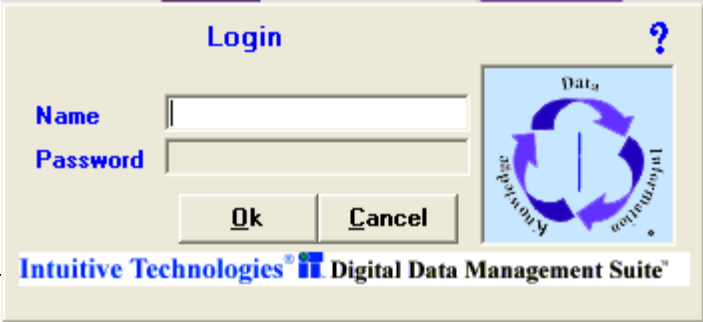 Login ?
Data
Name
Information
Password
Knowledge
Ok Cancel
Intuitive Technologies® iT Digital Data Management Suite™